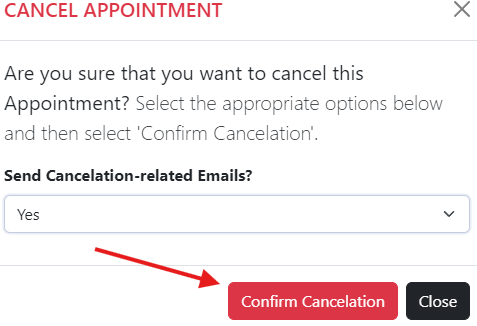 CANCEL APPOINTMENT
Are you sure that you want to cancel this
Appointment? Select the appropriate options below
and then select 'Confirm Cancelation'.
Send Cancelation-related Emails?
Yes
Confirm Cancelation
Close